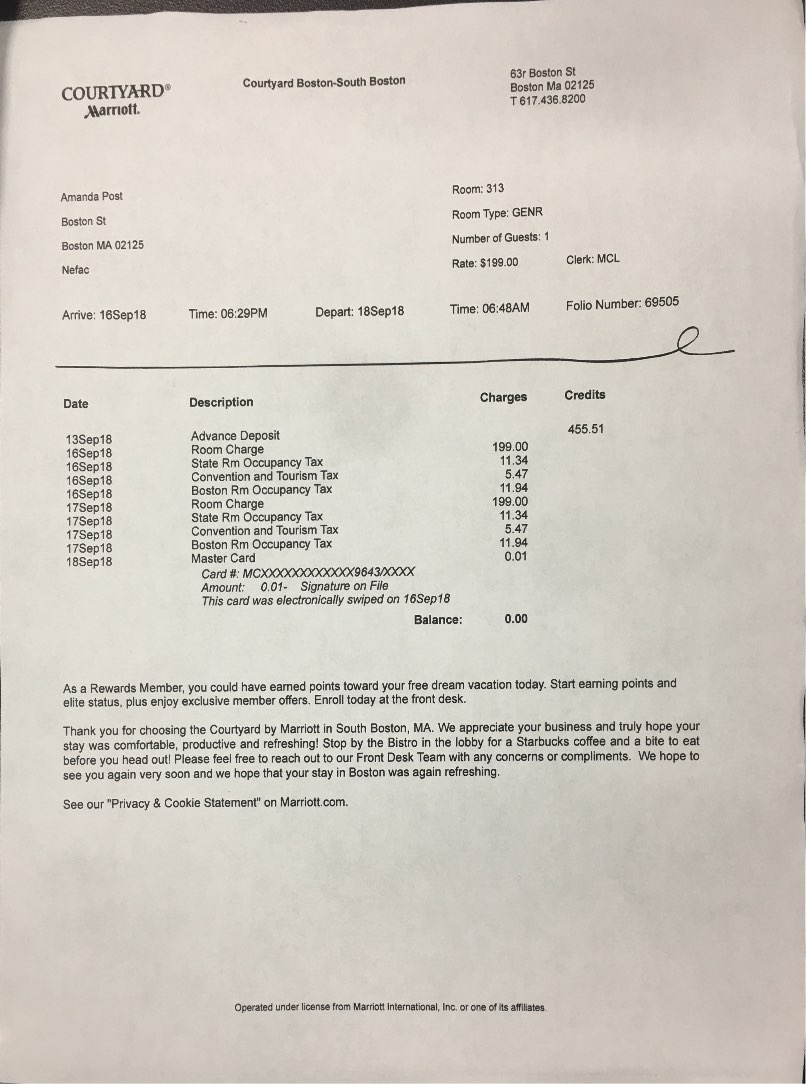 COURTYARD®
Marriott.
Courtyard Boston-South Boston
63r Boston St
Boston Ma 02125
T 617.436.8200
Amanda Post
Boston St
Boston MA 02125
Nefac
Room: 313
Room Type: GENR
Number of Guests: 1
Rate: $199.00 Clerk: MCL
Arrive: 16Sep18 Time: 06:29PM Depart: 18Sep18 Time: 06:48AM Folio Number: 69505
Date Description Charges Credits
13Sep18 Advance Deposit 455.51
16Sep18 Room Charge 199.00
16Sep18 State Rm Occupancy Tax 11.34
16Sep18 Convention and Tourism Tax 5.47
16Sep18 Boston Rm Occupancy Tax 11.94
17Sep18 Room Charge 199.00
17Sep18 State Rm Occupancy Tax 11.34
17Sep18 Convention and Tourism Tax 5.47
17Sep18 Boston Rm Occupancy Tax 11.94
18Sep18 Master Card 0.01
Card #: MCXXXXXXXXXXXX9643/XXXX
Amount: 0.01- Signature on File
This card was electronically swiped on 16Sep18
Balance: 0.00
As a Rewards Member, you could have earned points toward your free dream vacation today. Start earning points and
elite status, plus enjoy exclusive member offers. Enroll today at the front desk.
Thank you for choosing the Courtyard by Marriott in South Boston, MA. We appreciate your business and truly hope your
stay was comfortable, productive and refreshing! Stop by the Bistro in the lobby for a Starbucks coffee and a bite to eat
before you head out! Please feel free to reach out to our Front Desk Team with any concerns or compliments. We hope to
see you again very soon and we hope that your stay in Boston was again refreshing.
See our "Privacy & Cookie Statement" on Marriott.com.
Operated under license from Marriott International, Inc. or one of its affiliates.